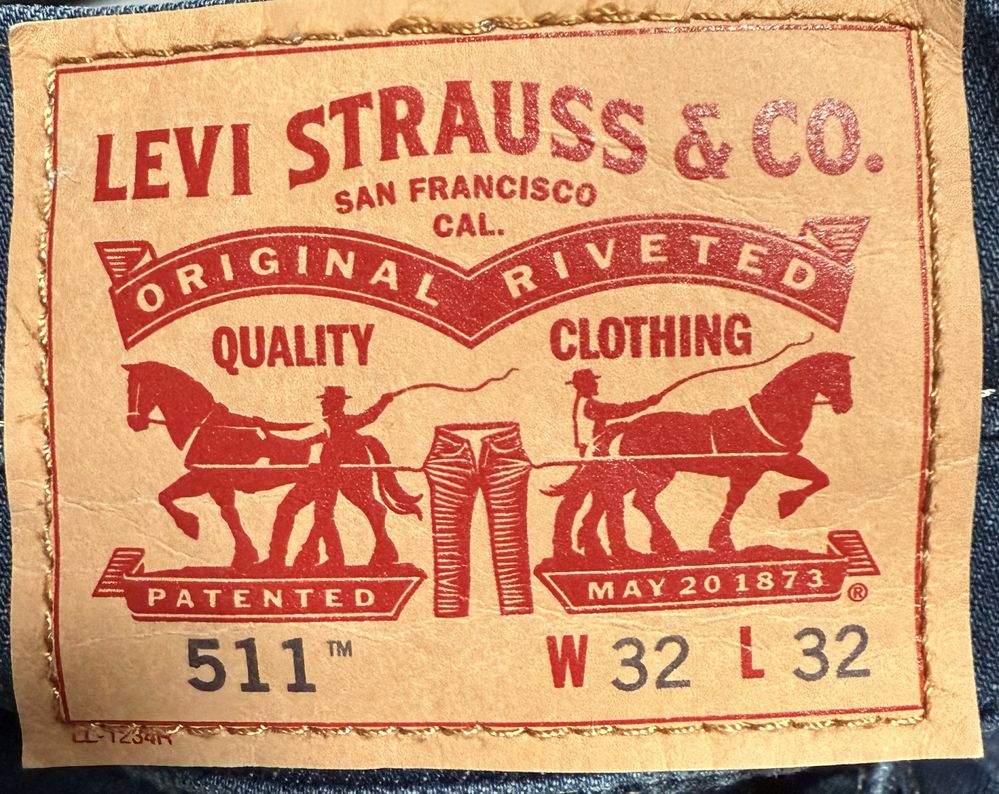 LEVI STRAUSS & CO.
SAN FRANCISCO
CAL.
ORIGINAL RIVETED
QUALITY CLOTHING
PATENTED MAY 20 1873 ®
511™ W 32 L 32